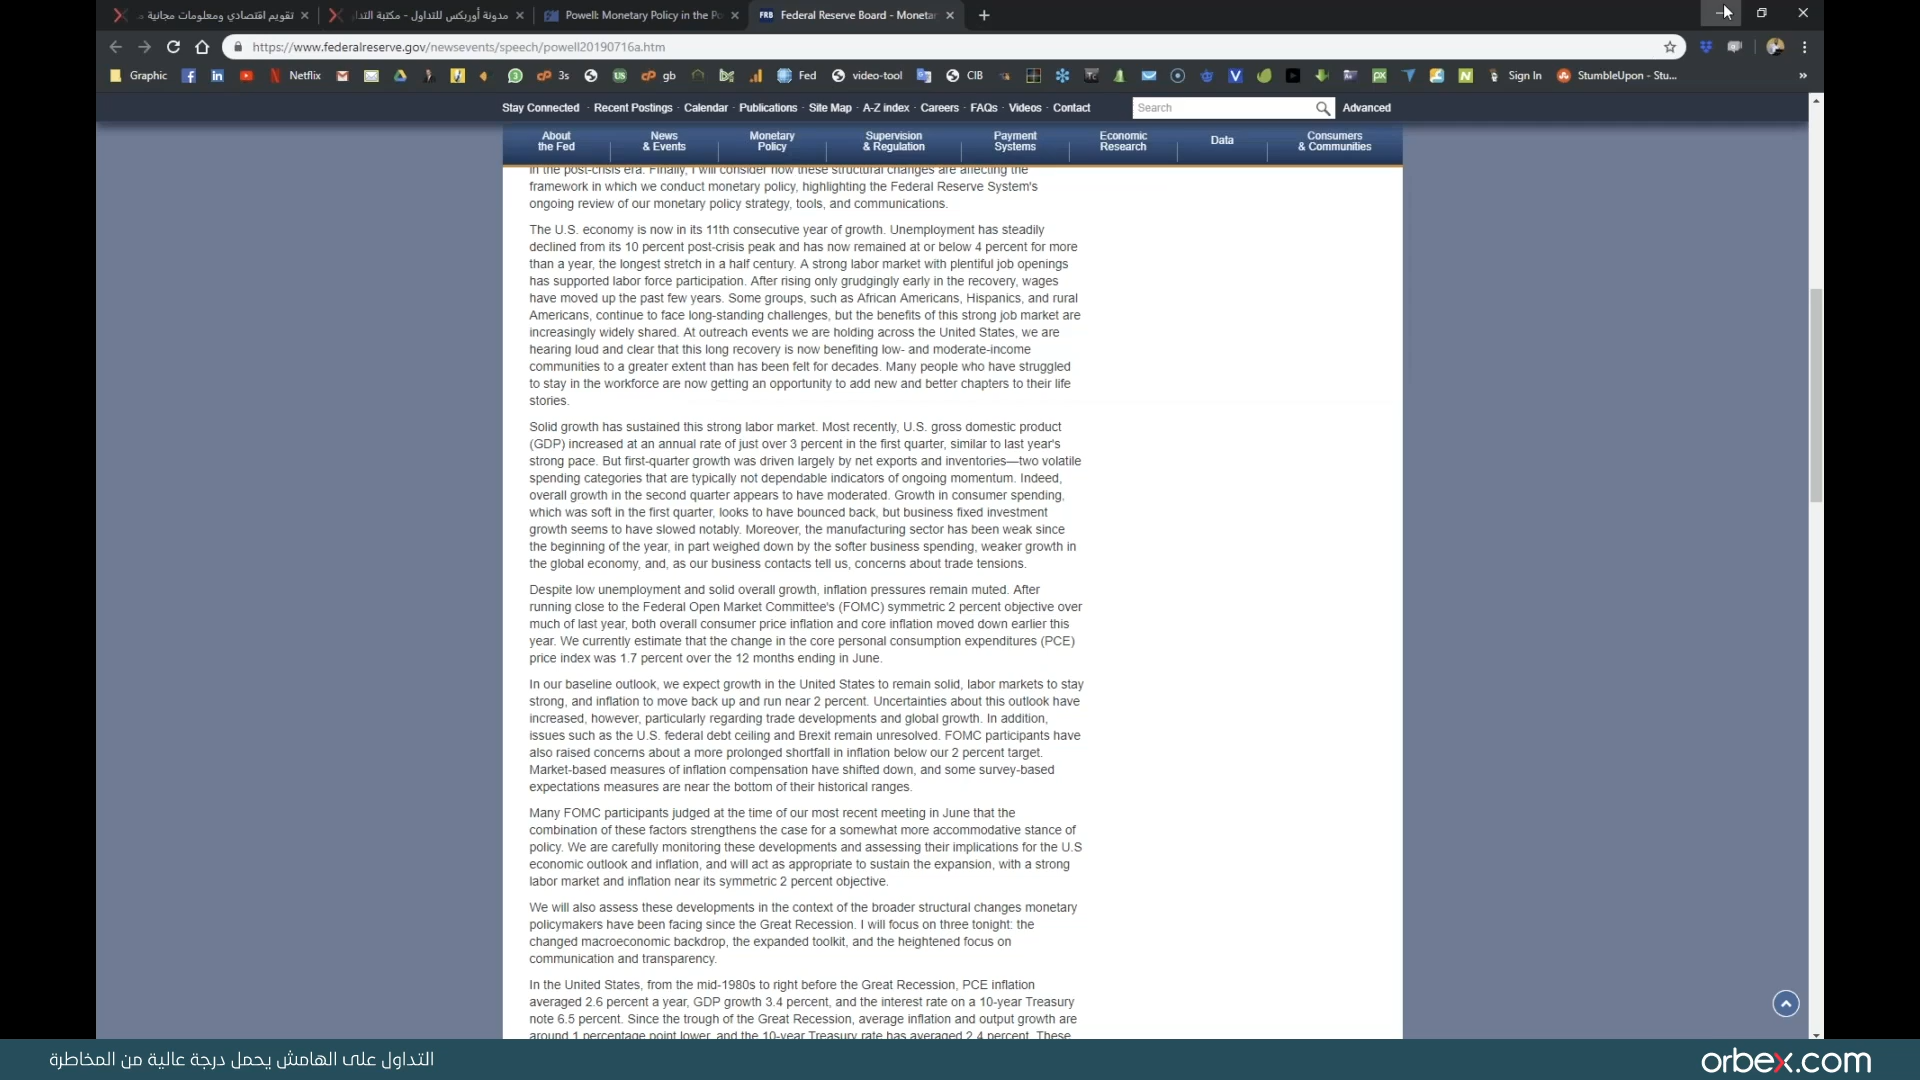 تقويم اقتصادي ومعلومات مجانية
مدونة أوربكس للتداول - مكتبة
Powell: Monetary Policy in the
Federal Reserve Board - Moneta
https://www.federalreserve.gov/newsevents/speech/powell20190716a.htm
Graphic Netflix 3s gb Fed video-tool CIB Sign In StumbleUpon - Stu...
Stay Connected · Recent Postings · Calendar · Publications · Site Map · A-Z index · Careers · FAQs · Videos · Contact Search Advanced
About the Fed
News & Events
Monetary Policy
Supervision & Regulation
Payment Systems
Economic Research
Data
Consumers & Communities
in the post-crisis era. Finally, I will consider how these structural changes are affecting the
framework in which we conduct monetary policy, highlighting the Federal Reserve System's
ongoing review of our monetary policy strategy, tools, and communications.
The U.S. economy is now in its 11th consecutive year of growth. Unemployment has steadily
declined from its 10 percent post-crisis peak and has now remained at or below 4 percent for more
than a year, the longest stretch in a half century. A strong labor market with plentiful job openings
has supported labor force participation. After rising only grudgingly early in the recovery, wages
have moved up the past few years. Some groups, such as African Americans, Hispanics, and rural
Americans, continue to face long-standing challenges, but the benefits of this strong job market are
increasingly widely shared. At outreach events we are holding across the United States, we are
hearing loud and clear that this long recovery is now benefiting low- and moderate-income
communities to a greater extent than has been felt for decades. Many people who have struggled
to stay in the workforce are now getting an opportunity to add new and better chapters to their life
stories.
Solid growth has sustained this strong labor market. Most recently, U.S. gross domestic product
(GDP) increased at an annual rate of just over 3 percent in the first quarter, similar to last year's
strong pace. But first-quarter growth was driven largely by net exports and inventories—two volatile
spending categories that are typically not dependable indicators of ongoing momentum. Indeed,
overall growth in the second quarter appears to have moderated. Growth in consumer spending,
which was soft in the first quarter, looks to have bounced back, but business fixed investment
growth seems to have slowed notably. Moreover, the manufacturing sector has been weak since
the beginning of the year, in part weighed down by the softer business spending, weaker growth in
the global economy, and, as our business contacts tell us, concerns about trade tensions.
Despite low unemployment and solid overall growth, inflation pressures remain muted. After
running close to the Federal Open Market Committee's (FOMC) symmetric 2 percent objective over
much of last year, both overall consumer price inflation and core inflation moved down earlier this
year. We currently estimate that the change in the core personal consumption expenditures (PCE)
price index was 1.7 percent over the 12 months ending in June.
In our baseline outlook, we expect growth in the United States to remain solid, labor markets to stay
strong, and inflation to move back up and run near 2 percent. Uncertainties about this outlook have
increased, however, particularly regarding trade developments and global growth. In addition,
issues such as the U.S. federal debt ceiling and Brexit remain unresolved. FOMC participants have
also raised concerns about a more prolonged shortfall in inflation below our 2 percent target.
Market-based measures of inflation compensation have shifted down, and some survey-based
expectations measures are near the bottom of their historical ranges.
Many FOMC participants judged at the time of our most recent meeting in June that the
combination of these factors strengthens the case for a somewhat more accommodative stance of
policy. We are carefully monitoring these developments and assessing their implications for the U.S
economic outlook and inflation, and will act as appropriate to sustain the expansion, with a strong
labor market and inflation near its symmetric 2 percent objective.
We will also assess these developments in the context of the broader structural changes monetary
policymakers have been facing since the Great Recession. I will focus on three tonight: the
changed macroeconomic backdrop, the expanded toolkit, and the heightened focus on
communication and transparency.
In the United States, from the mid-1980s to right before the Great Recession, PCE inflation
averaged 2.6 percent a year, GDP growth 3.4 percent, and the interest rate on a 10-year Treasury
note 6.5 percent. Since the trough of the Great Recession, average inflation and output growth are
around 1 percentage point lower, and the 10-year Treasury rate has averaged 2.4 percent. These
التداول على الهامش يحمل درجة عالية من المخاطرة
orbex.com